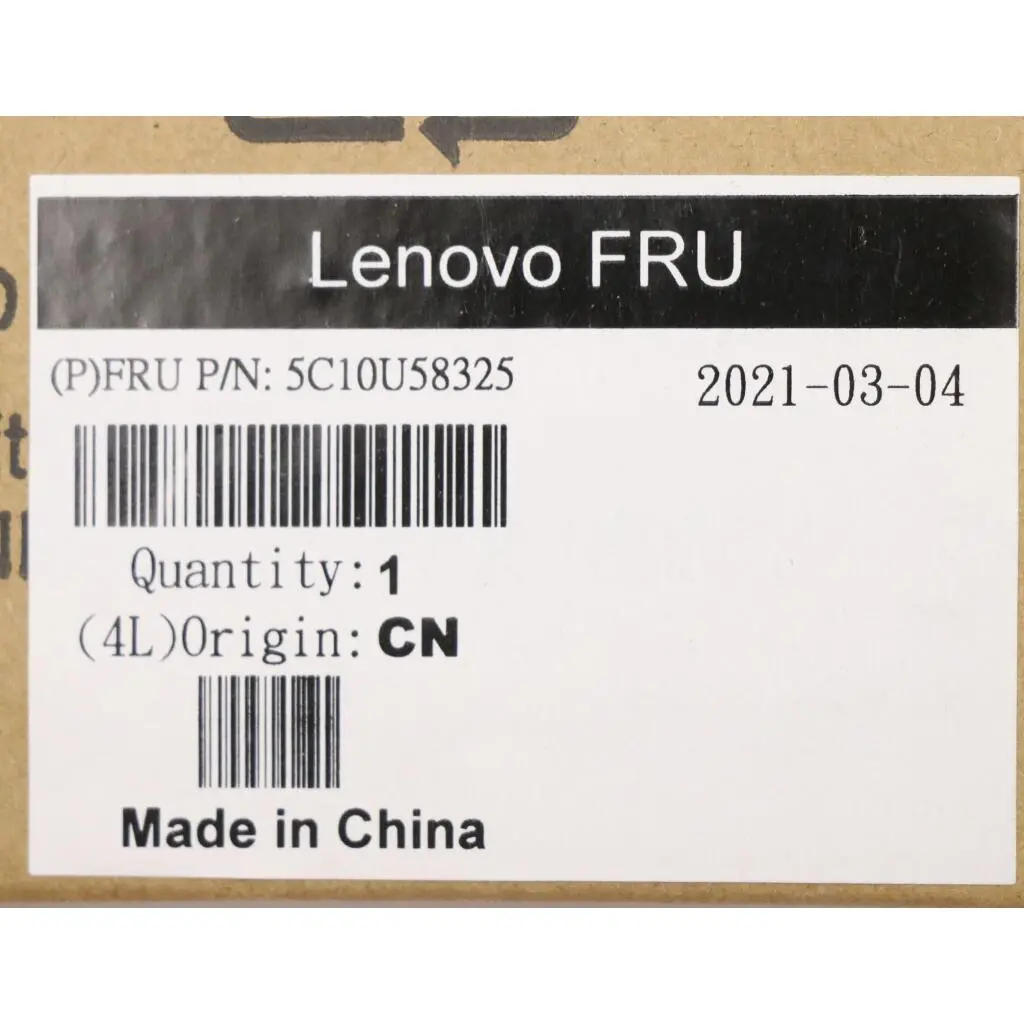 Lenovo FRU
(P)FRU P/N: 5C10U58325
2021-03-04
Quantity: 1
(4L)Origin: CN
Made in China